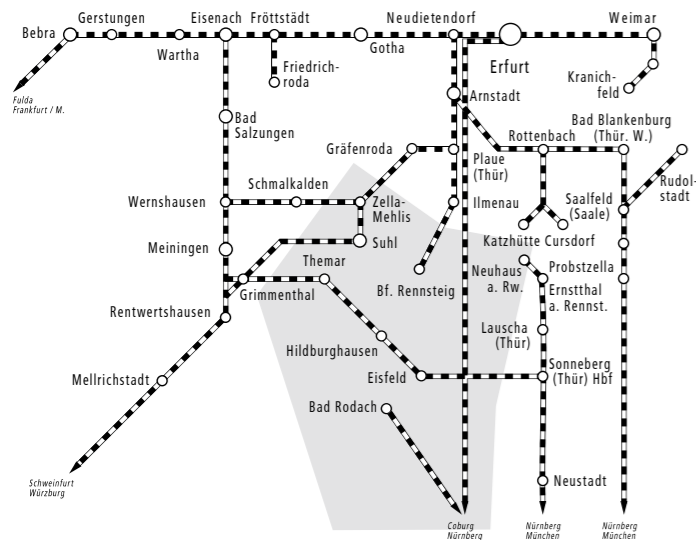 Bebra
Gerstungen
Wartha
Eisenach
Fröttstädt
Gotha
Neudietendorf
Erfurt
Weimar
Fulda
Frankfurt / M.
Friedrich-
roda
Kranich-
feld
Arnstadt
Bad
Salzungen
Gräfenroda
Plaue
(Thür)
Rottenbach
Bad Blankenburg
(Thür. W.)
Rudol-
stadt
Wernshausen
Schmalkalden
Zella-
Mehlis
Ilmenau
Saalfeld
(Saale)
Katzhütte
Cursdorf
Meiningen
Suhl
Themar
Grimmenthal
Bf. Rennsteig
Neuhaus
a. Rw.
Probstzella
Ernstthal
a. Rennst.
Rentwertshausen
Hildburghausen
Lauscha
(Thür)
Mellrichstadt
Eisfeld
Sonneberg
(Thür) Hbf
Bad Rodach
Neustadt
Schweinfurt
Würzburg
Coburg
Nürnberg
Nürnberg
München
Nürnberg
München